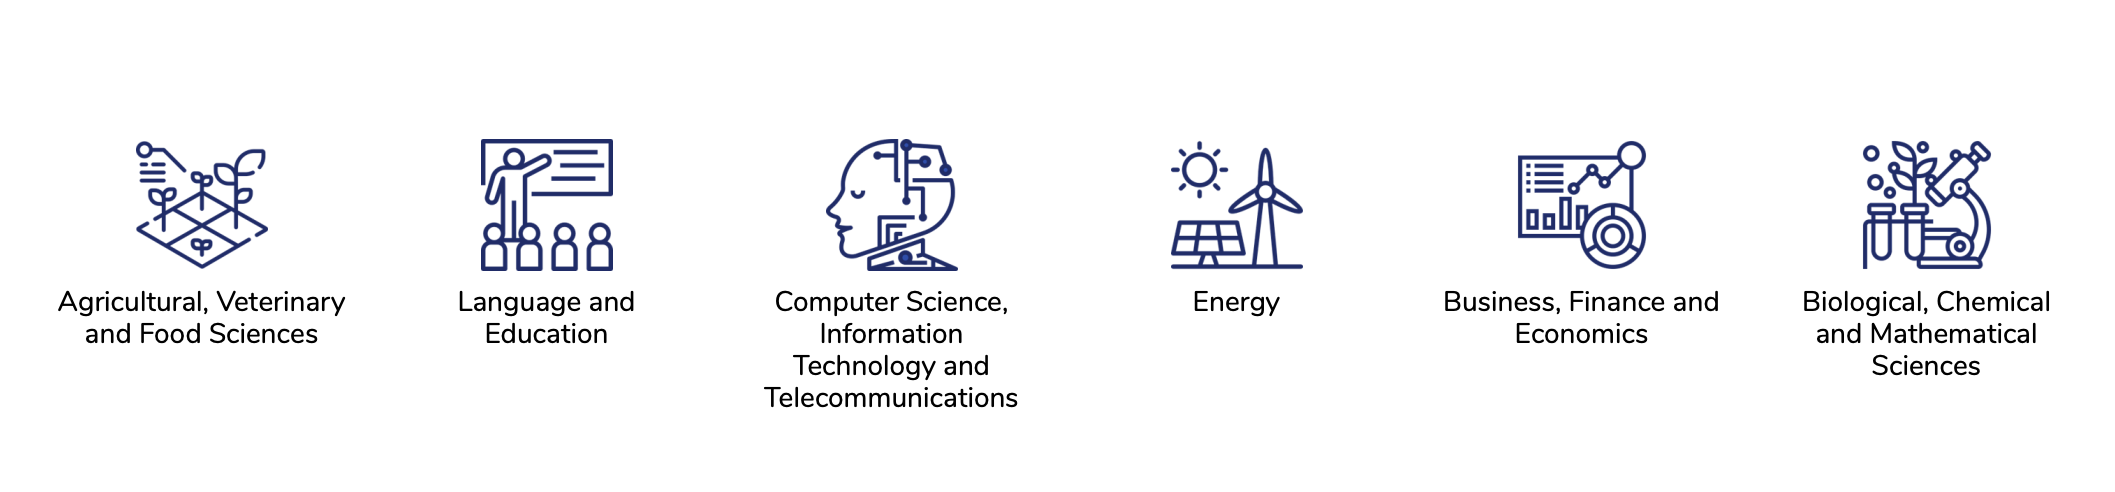 Agricultural, Veterinary
and Food Sciences
Language and
Education
Computer Science,
Information
Technology and
Telecommunications
Energy
Business, Finance and
Economics
Biological, Chemical
and Mathematical
Sciences